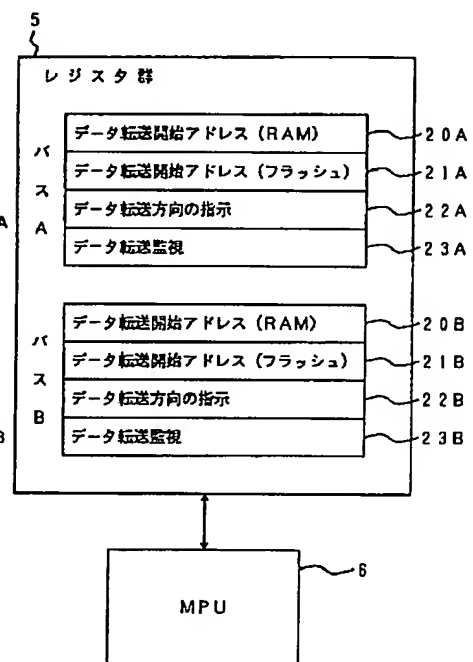 5
レジスタ群
バスA
データ転送開始アドレス (RAM)
20A
データ転送開始アドレス (フラッシュ)
21A
データ転送方向の指示
22A
データ転送監視
23A
A
バスB
データ転送開始アドレス (RAM)
20B
データ転送開始アドレス (フラッシュ)
21B
データ転送方向の指示
22B
データ転送監視
23B
B
6
MPU